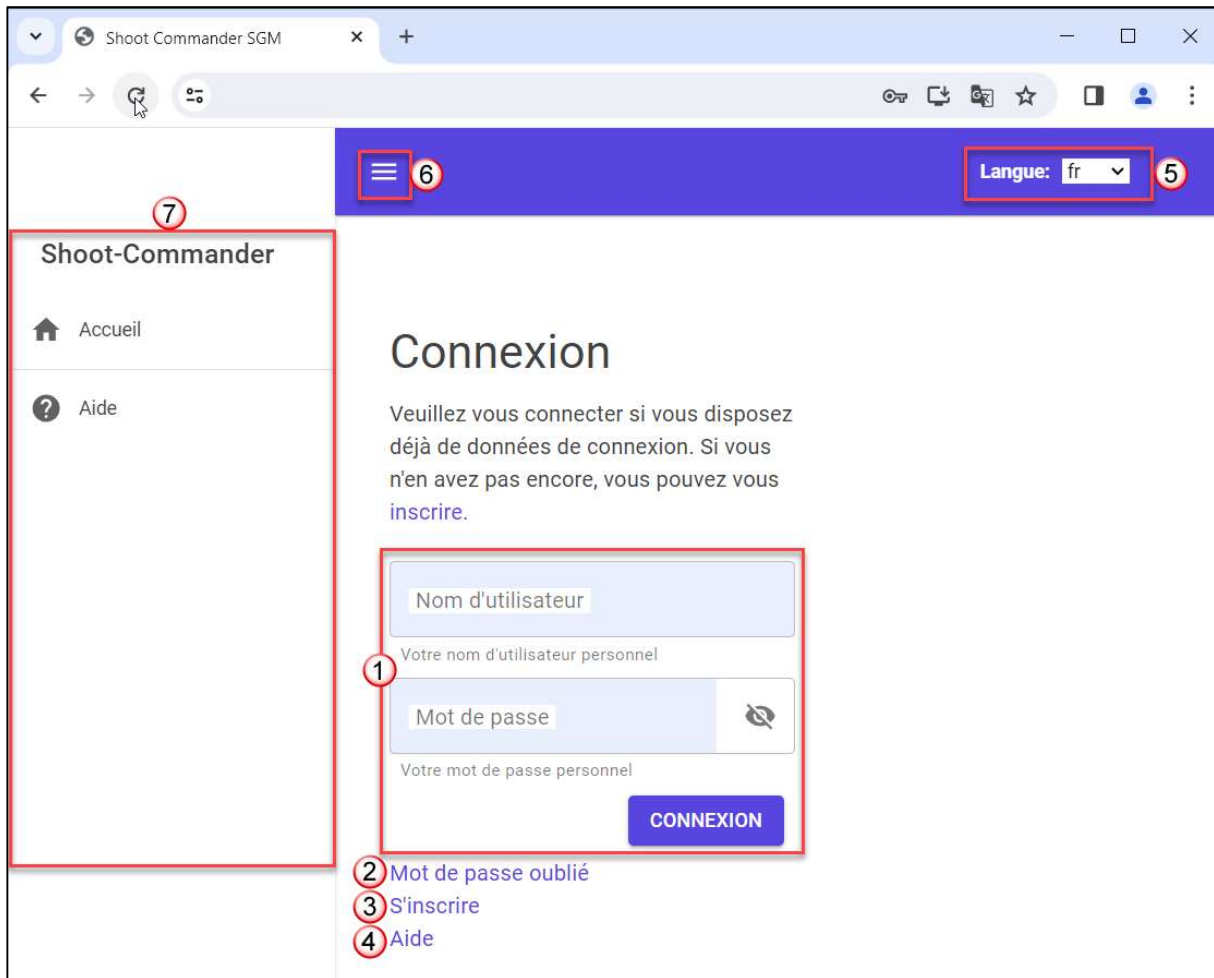 Shoot Commander SGM
6
Langue: fr
5
7
Shoot-Commander
Accueil
Aide
Connexion
Veuillez vous connecter si vous disposez
déjà de données de connexion. Si vous
n'en avez pas encore, vous pouvez vous
inscrire.
1
Nom d'utilisateur
Votre nom d'utilisateur personnel
Mot de passe
Votre mot de passe personnel
CONNEXION
2 Mot de passe oublié
3 S'inscrire
4 Aide